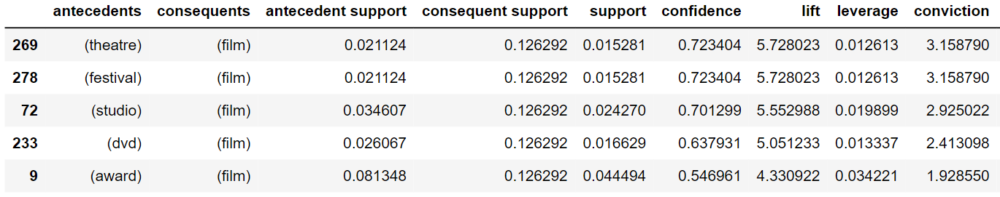 antecedents consequents antecedent support consequent support support confidence lift leverage conviction
269 (theatre) (film) 0.021124 0.126292 0.015281 0.723404 5.728023 0.012613 3.158790
278 (festival) (film) 0.021124 0.126292 0.015281 0.723404 5.728023 0.012613 3.158790
72 (studio) (film) 0.034607 0.126292 0.024270 0.701299 5.552988 0.019899 2.925022
233 (dvd) (film) 0.026067 0.126292 0.016629 0.637931 5.051233 0.013337 2.413098
9 (award) (film) 0.081348 0.126292 0.044494 0.546961 4.330922 0.034221 1.928550